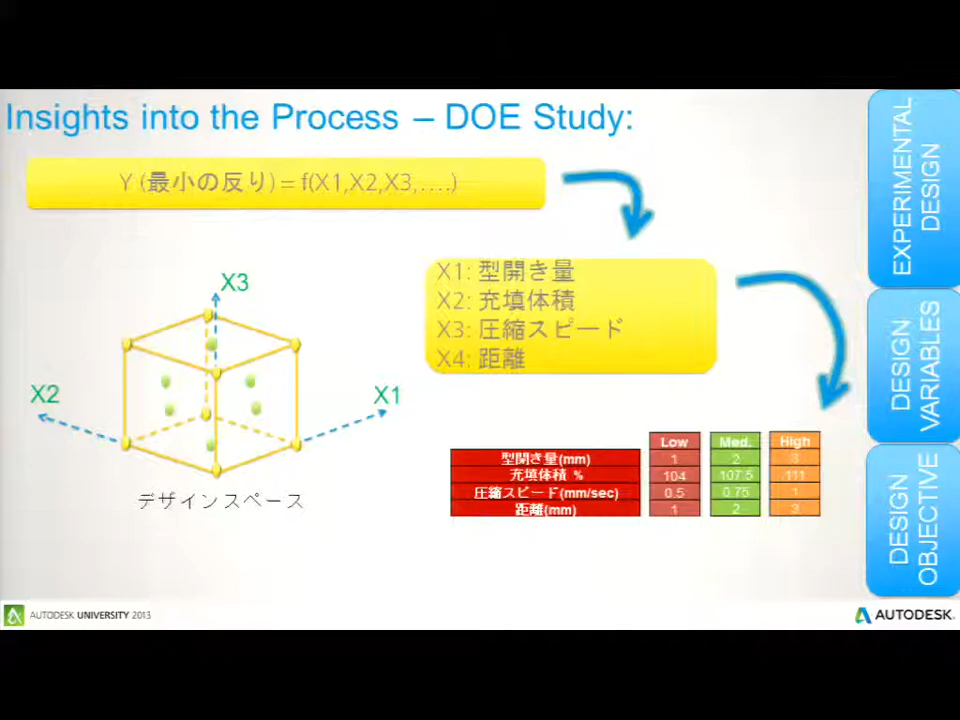 Insights into the Process – DOE Study:
Y (最小の反り) = f(X1,X2,X3,....)
X1: 型開き量
X2: 充填体積
X3: 圧縮スピード
X4: 距離
X3
X2
X1
デザインスペース
Low Med. High
型開き量(mm) 1 2 3
充填体積 % 104 107.5 111
圧縮スピード(mm/sec) 0.5 0.75 1
距離(mm) 1 2 3
EXPERIMENTAL
DESIGN
DESIGN
VARIABLES
DESIGN
OBJECTIVE
AUTODESK UNIVERSITY 2013
AUTODESK.